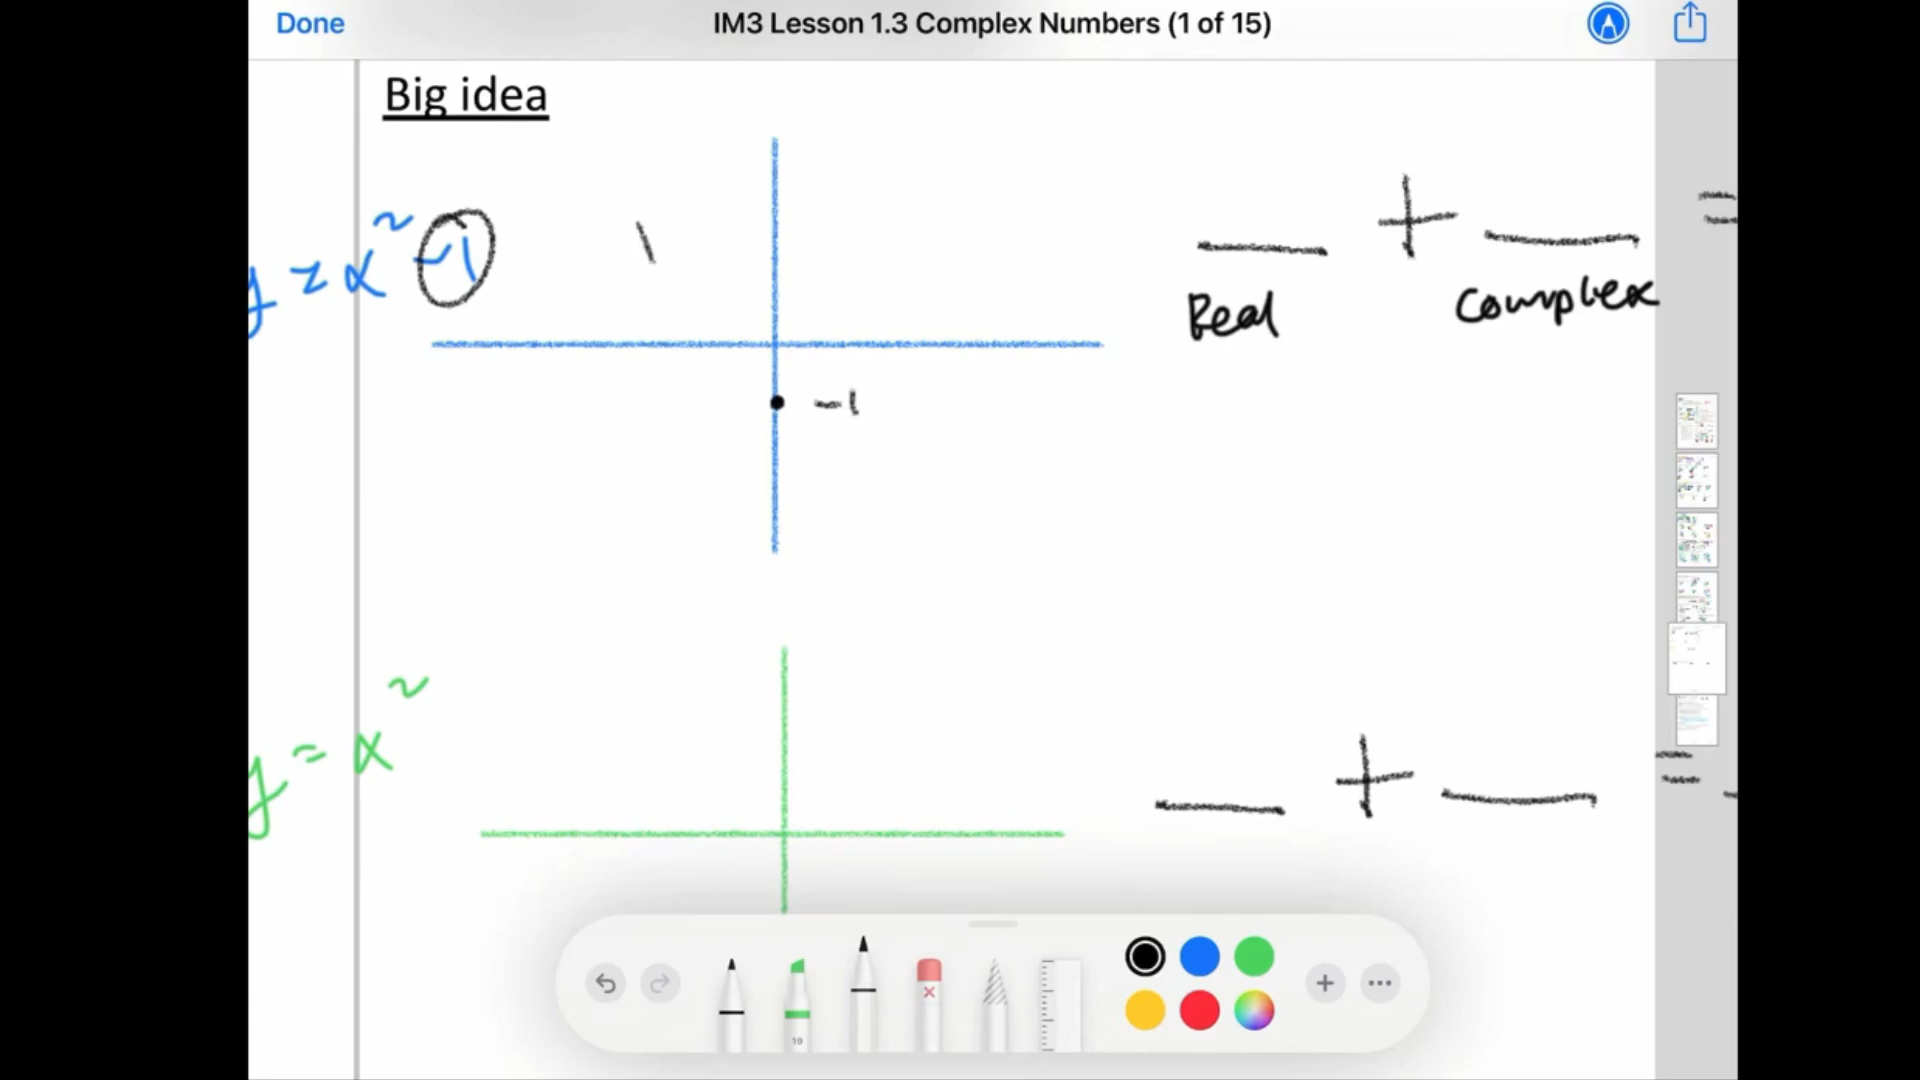 Done IM3 Lesson 1.3 Complex Numbers (1 of 15)
Big idea
y = x² -1
-1
___ + ___ =
Real Complex
y = x²
___ + ___ =
19